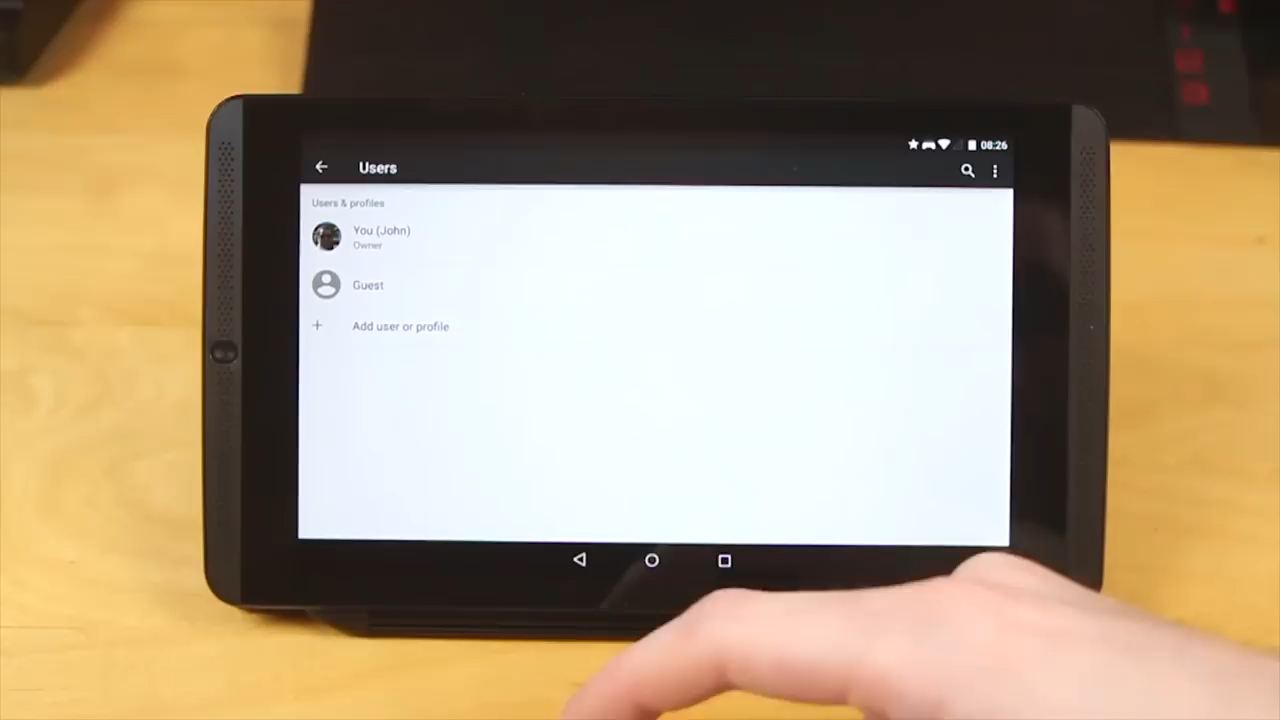 08:26
Users
Users & profiles
You (John)
Owner
Guest
Add user or profile